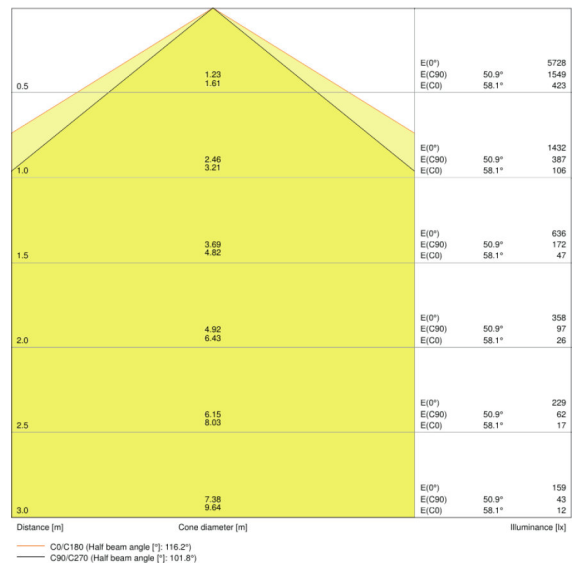 E(0°) 5728
1.23 E(C90) 50.9° 1549
0.5 1.61 E(C0) 58.1° 423
E(0°) 1432
2.46 E(C90) 50.9° 387
1.0 3.21 E(C0) 58.1° 106
E(0°) 636
3.69 E(C90) 50.9° 172
1.5 4.82 E(C0) 58.1° 47
E(0°) 358
4.92 E(C90) 50.9° 97
2.0 6.43 E(C0) 58.1° 26
E(0°) 229
6.15 E(C90) 50.9° 62
2.5 8.03 E(C0) 58.1° 17
E(0°) 159
7.38 E(C90) 50.9° 43
3.0 9.64 E(C0) 58.1° 12
Distance [m] Cone diameter [m] Illuminance [lx]
C0/C180 (Half beam angle [°]: 116.2°)
C90/C270 (Half beam angle [°]: 101.8°)